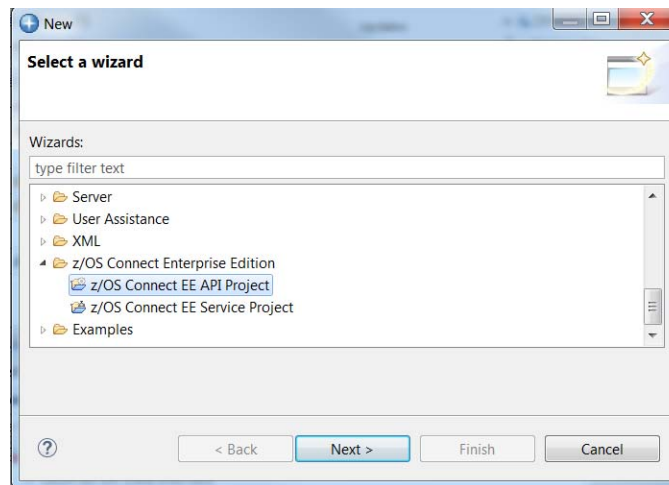 New
Select a wizard
Wizards:
type filter text
Server
User Assistance
XML
z/OS Connect Enterprise Edition
z/OS Connect EE API Project
z/OS Connect EE Service Project
Examples
?
< Back
Next >
Finish
Cancel